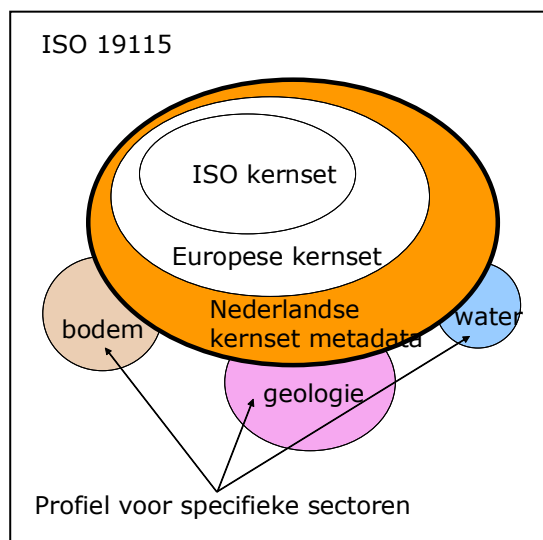 ISO 19115
ISO kernset
Europese kernset
Nederlandse
kernset metadata
bodem
water
geologie
Profiel voor specifieke sectoren